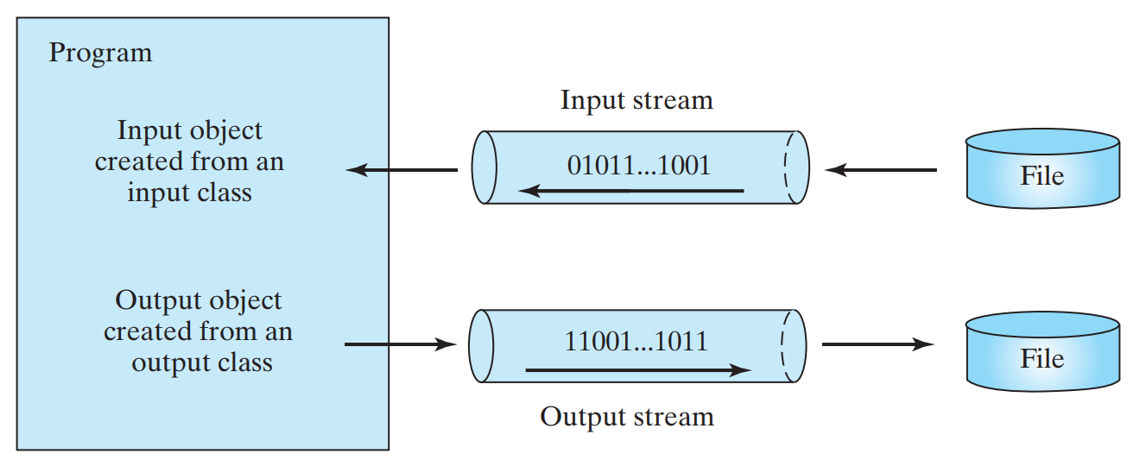 Program
Input object
created from an
input class
Input stream
01011...1001
File
Output object
created from an
output class
11001...1011
File
Output stream